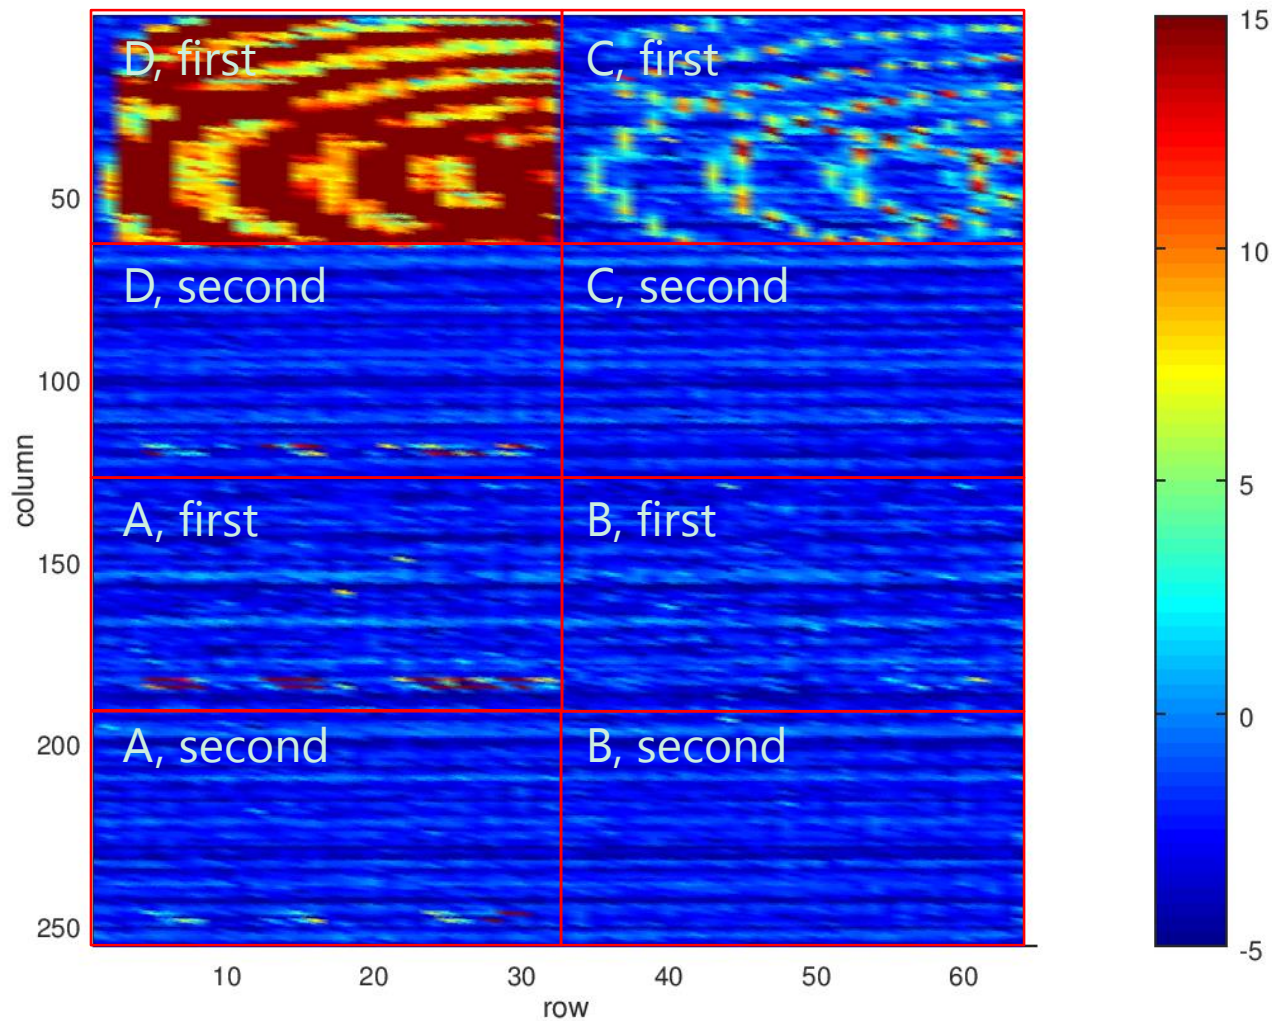 D, first
C, first
D, second
C, second
A, first
B, first
A, second
B, second
50
100
150
200
250
column
10
20
30
40
50
60
row
15
10
5
0
-5